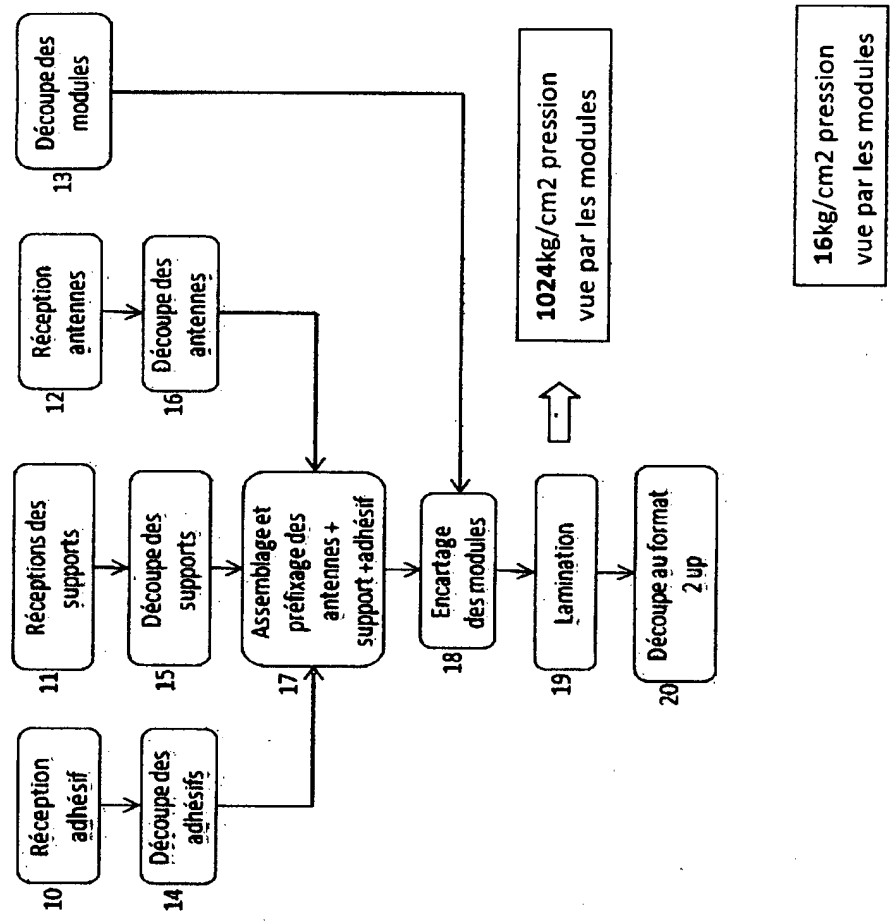 Réception
adhésif
10
Réceptions des
supports
11
Réception
antennes
12
Découpe des
modules
13
Découpe des adhésifs
14
Découpe des
supports
15
Découpe des
antennes
16
Assemblage et
préfixage des
antennes +
support +adhésif
17
Encartage
des modules
18
Lamination
19
Découpe au format
2 up
20
1024kg/cm2 pression
vue par les modules
16kg/cm2 pression
vue par les modules